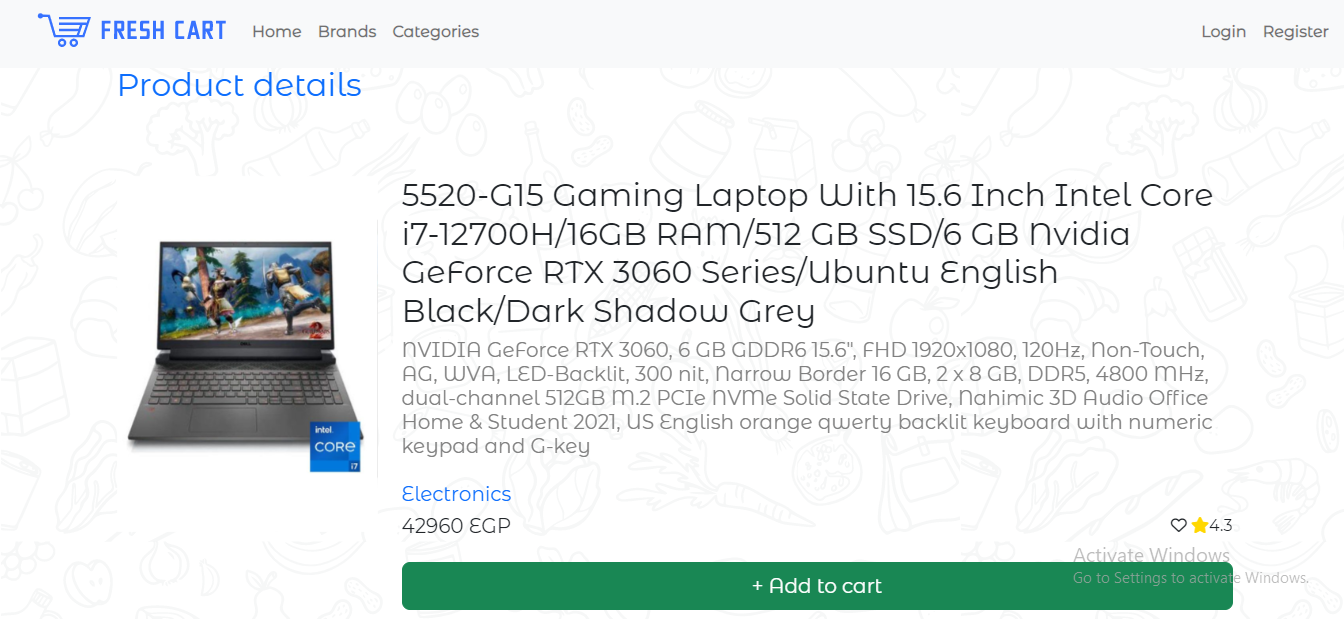 FRESH CART Home Brands Categories Login Register
Product details
5520-G15 Gaming Laptop With 15.6 Inch Intel Core
i7-12700H/16GB RAM/512 GB SSD/6 GB Nvidia
GeForce RTX 3060 Series/Ubuntu English
Black/Dark Shadow Grey
NVIDIA GeForce RTX 3060, 6 GB GDDR6 15.6", FHD 1920x1080, 120Hz, Non-Touch,
AG, WVA, LED-Backlit, 300 nit, Narrow Border 16 GB, 2 x 8 GB, DDR5, 4800 MHz,
dual-channel 512GB M.2 PCIe NVMe Solid State Drive, Nahimic 3D Audio Office
Home & Student 2021, US English orange qwerty backlit keyboard with numeric
keypad and G-key
intel
CORE
i7
Electronics
42960 EGP 4.3
Activate Windows
Go to Settings to activate Windows.
+ Add to cart